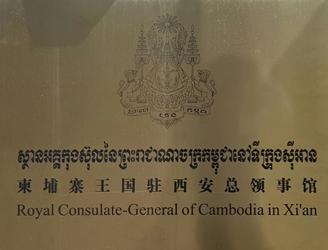 ស្ថានអគ្គកុងស៊ុលនៃព្រះរាជាណាចក្រកម្ពុជានៅទីក្រុងស៊ីអាន
柬埔寨王国驻西安总领事馆
Royal Consulate-General of Cambodia in Xi'an